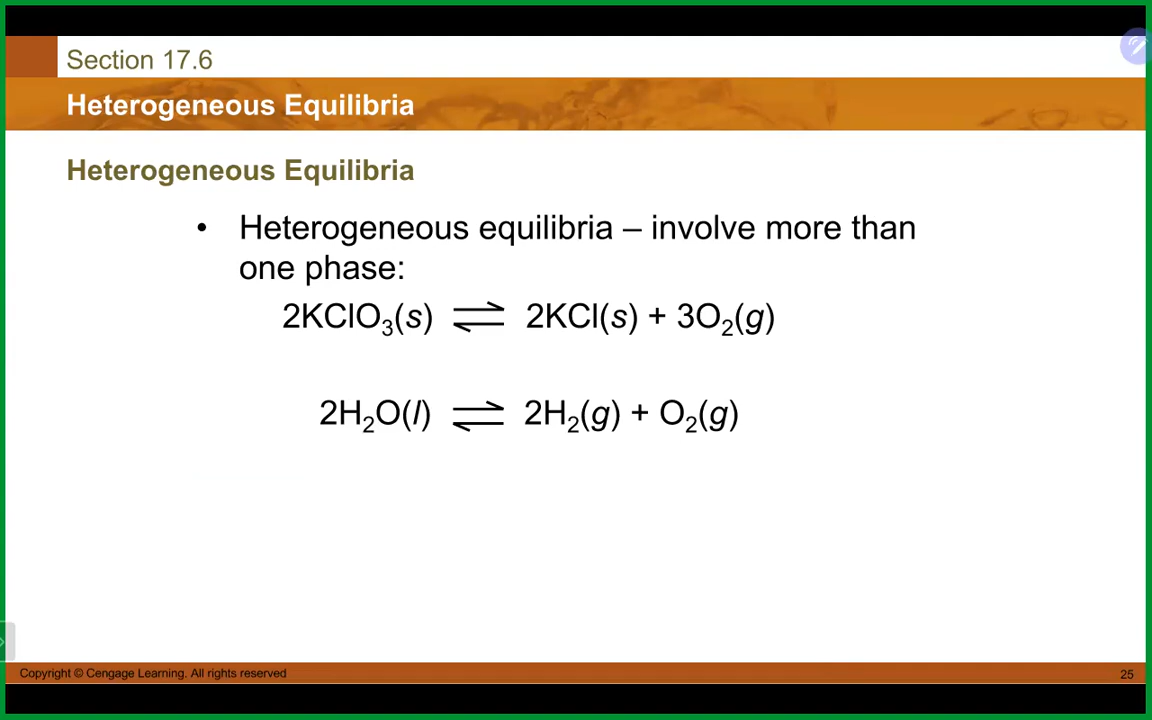 Section 17.6
Heterogeneous Equilibria
Heterogeneous Equilibria
• Heterogeneous equilibria – involve more than
one phase:
2KClO₃(s) ⇌ 2KCl(s) + 3O₂(g)
2H₂O(l) ⇌ 2H₂(g) + O₂(g)
Copyright © Cengage Learning. All rights reserved
25